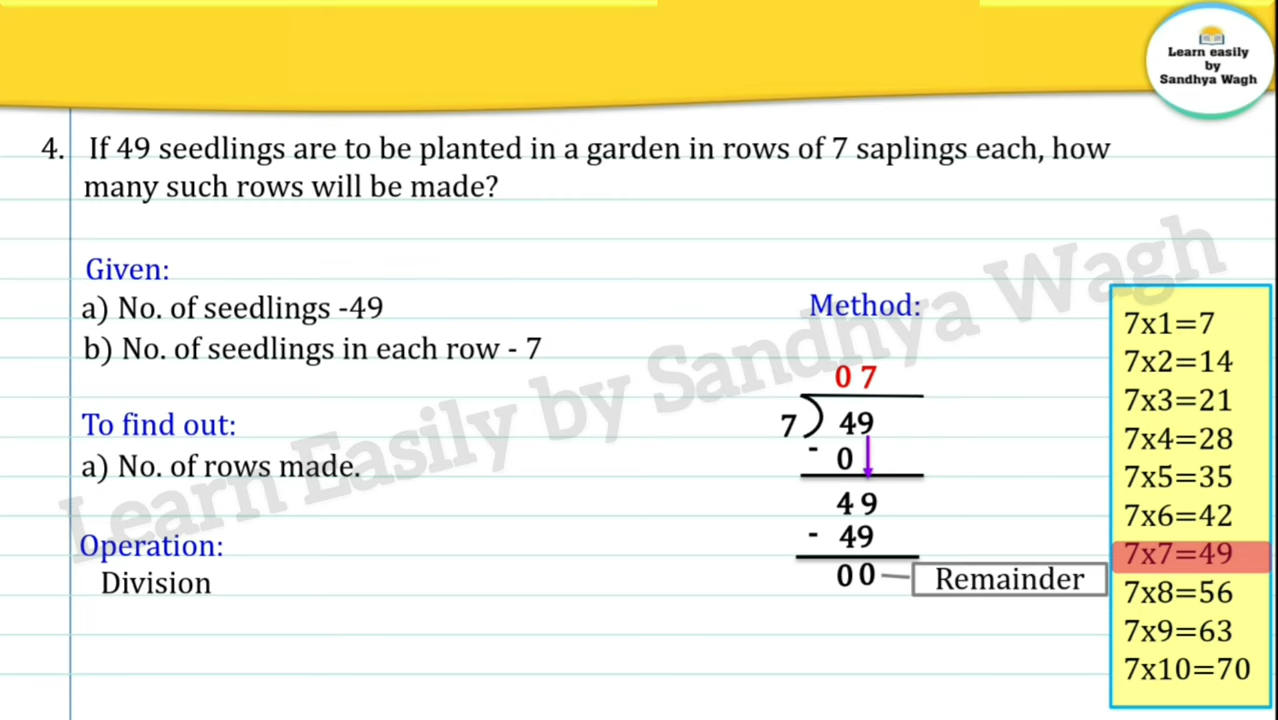 Learn easily
by
Sandhya Wagh
4. If 49 seedlings are to be planted in a garden in rows of 7 saplings each, how
many such rows will be made?
Given:
a) No. of seedlings -49
b) No. of seedlings in each row - 7
To find out:
a) No. of rows made.
Operation:
Division
Method:
0 7
7 ) 49
- 0
4 9
- 49
0 0
Remainder
7x1=7
7x2=14
7x3=21
7x4=28
7x5=35
7x6=42
7x7=49
7x8=56
7x9=63
7x10=70
Learn Easily by Sandhya Wagh